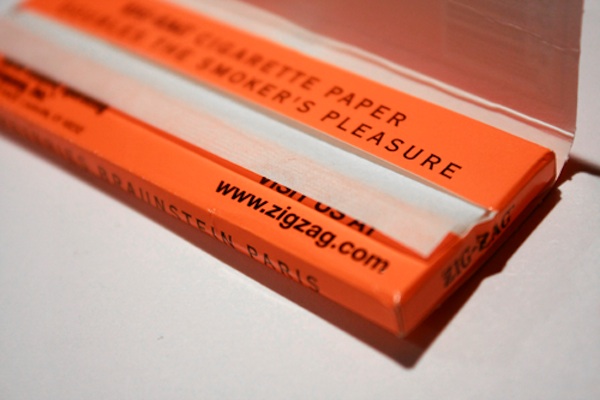 CIGARETTE PAPER
DOUBLES THE SMOKER'S PLEASURE
VISIT US AT
www.zigzag.com
BRAUNSTEIN PARIS
ZIG-ZAG